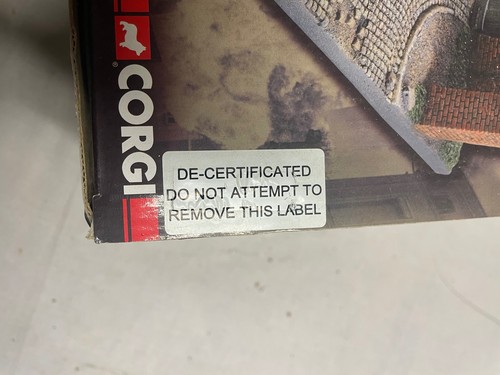 CORGI
DE-CERTIFICATED
DO NOT ATTEMPT TO
REMOVE THIS LABEL